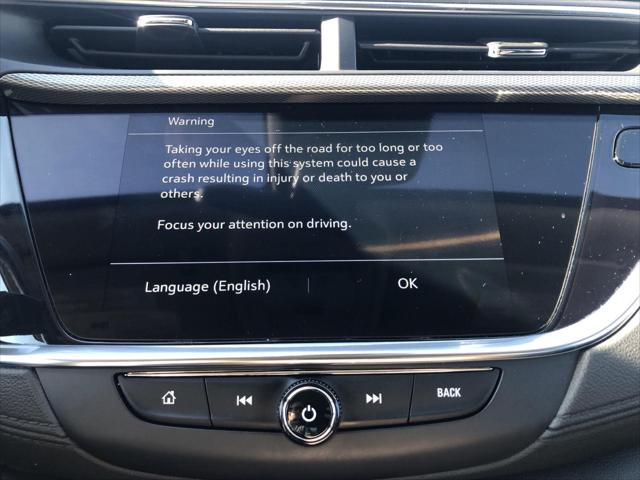 Warning
Taking your eyes off the road for too long or too
often while using this system could cause a
crash resulting in injury or death to you or
others.
Focus your attention on driving.
Language (English)
OK
BACK